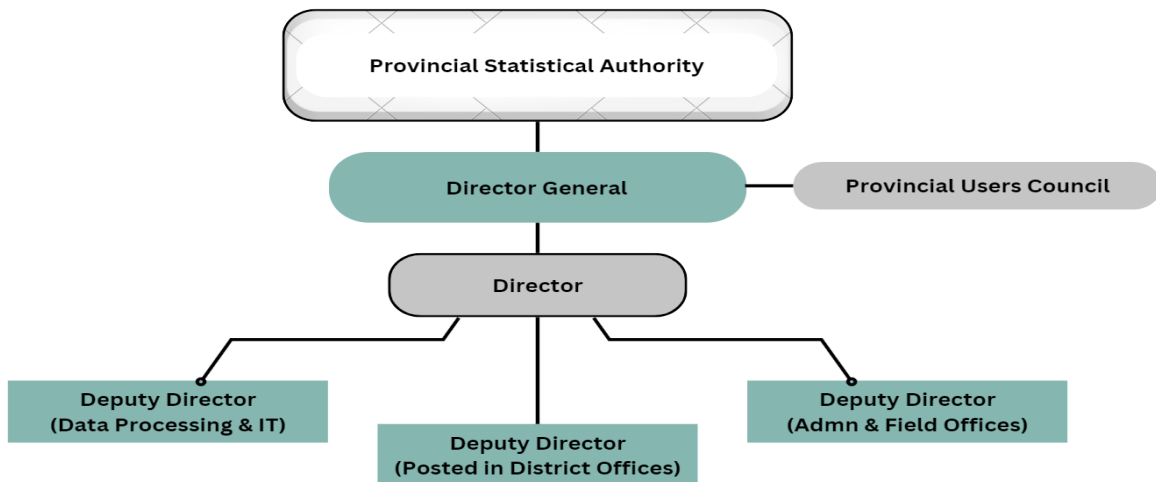 Provincial Statistical Authority
Director General
Provincial Users Council
Director
Deputy Director
(Data Processing & IT)
Deputy Director
(Posted in District Offices)
Deputy Director
(Admn & Field Offices)